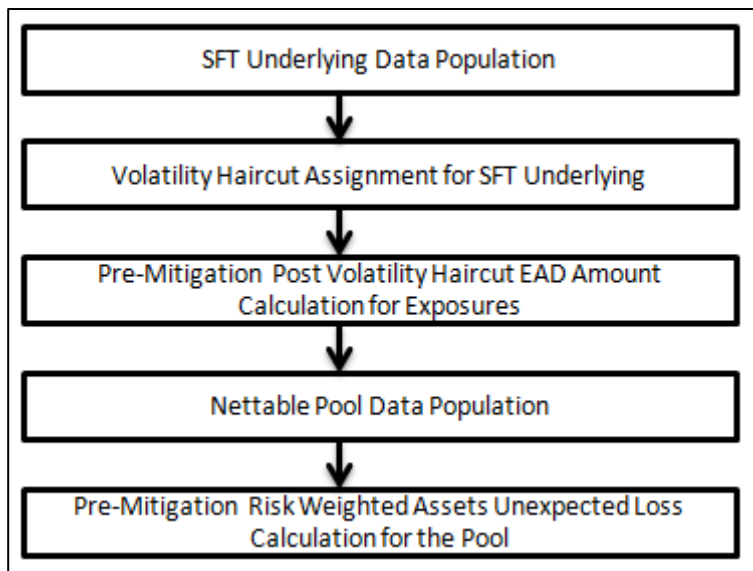 SFT Underlying Data Population
Volatility Haircut Assignment for SFT Underlying
Pre-Mitigation Post Volatility Haircut EAD Amount
Calculation for Exposures
Nettable Pool Data Population
Pre-Mitigation Risk Weighted Assets Unexpected Loss
Calculation for the Pool